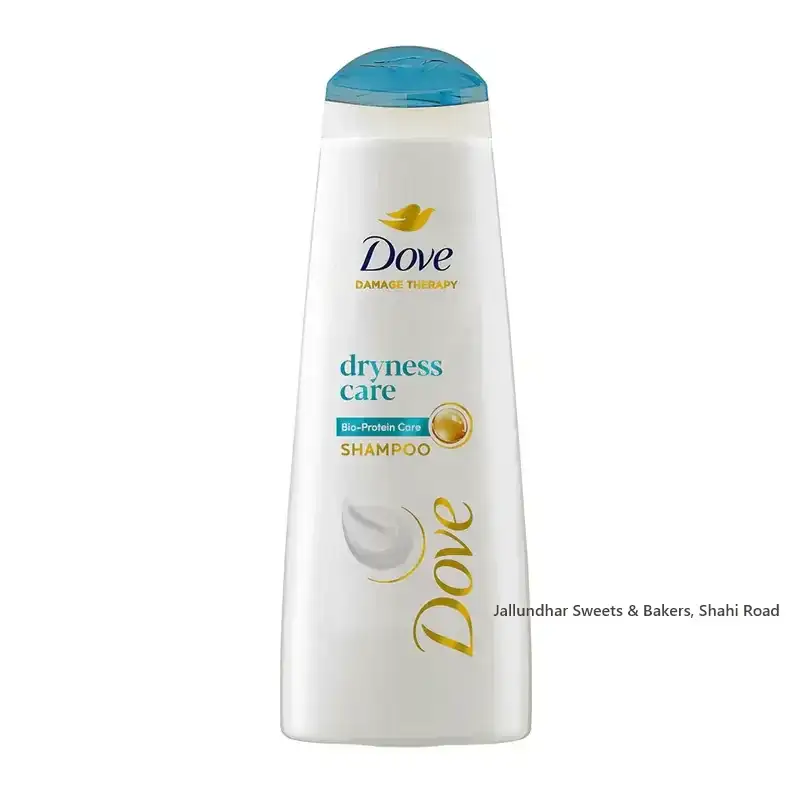 Dove
DAMAGE THERAPY
dryness
care
Bio-Protein Care
SHAMPOO
Dove
Jallundhar Sweets & Bakers, Shahi Road